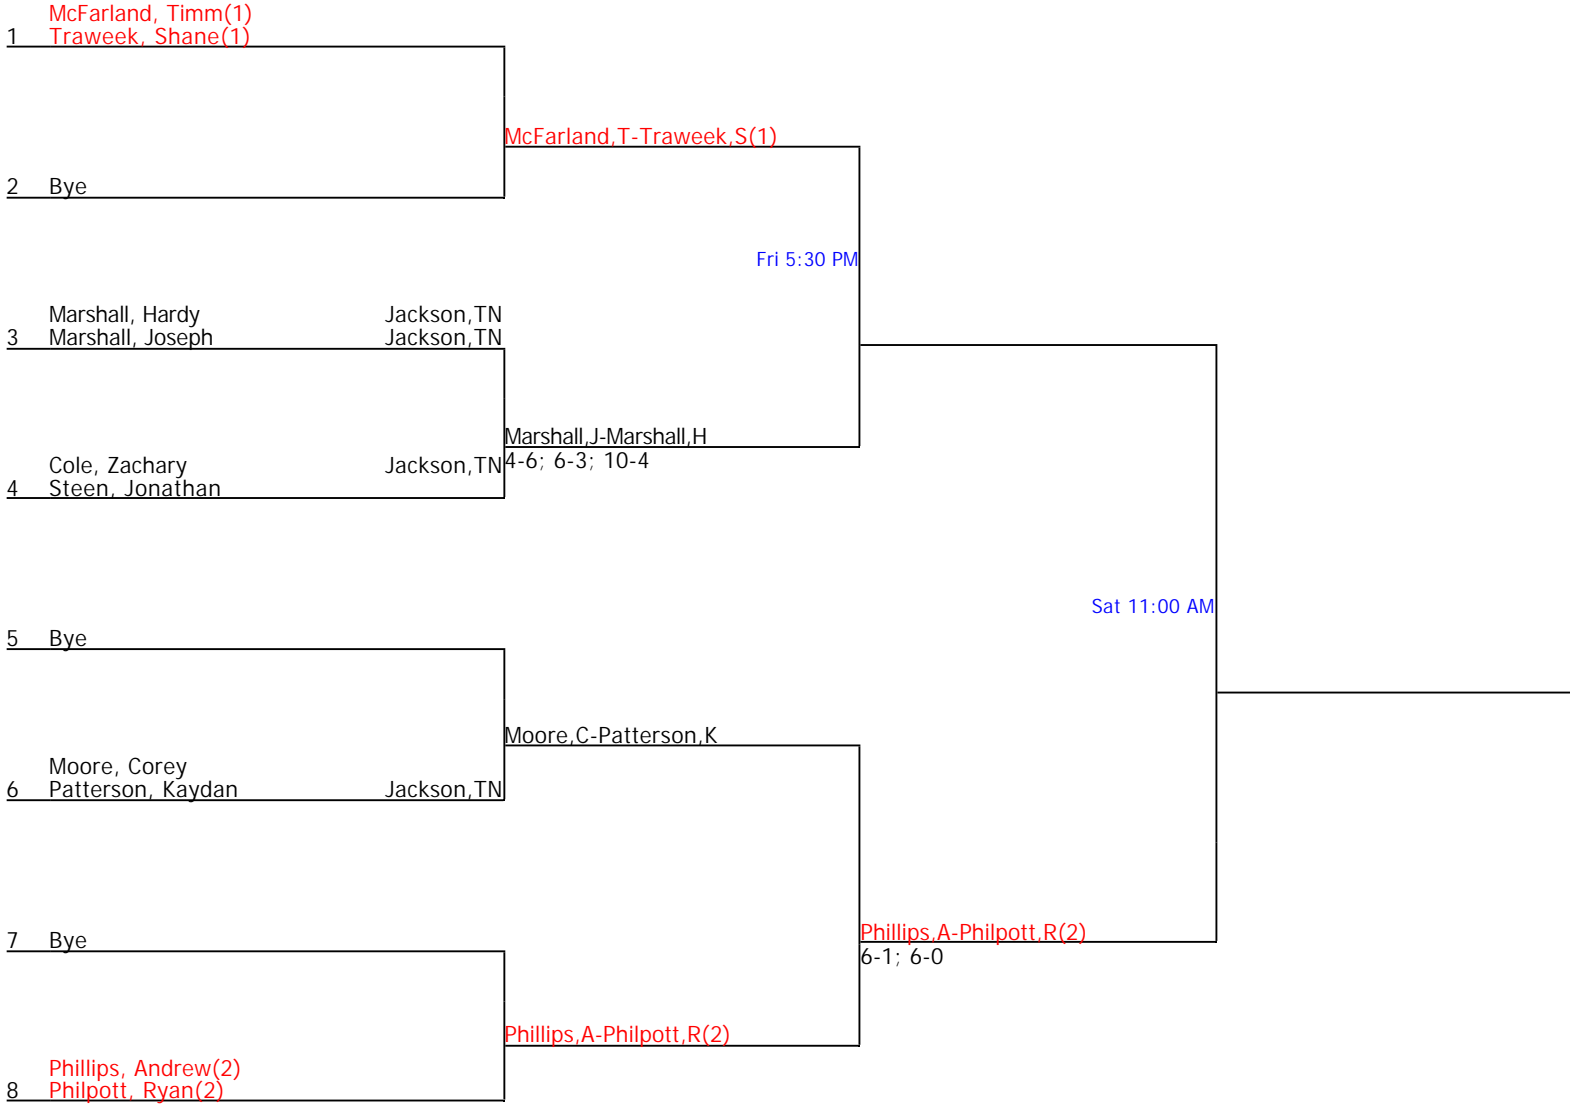 McFarland, Timm(1)
1 Traweek, Shane(1)
McFarland,T-Traweek,S(1)
2 Bye
Fri 5:30 PM
Marshall, Hardy Jackson,TN
3 Marshall, Joseph Jackson,TN
Marshall,J-Marshall,H
4-6; 6-3; 10-4
Cole, Zachary Jackson,TN
4 Steen, Jonathan
Sat 11:00 AM
5 Bye
Moore,C-Patterson,K
Moore, Corey
6 Patterson, Kaydan Jackson,TN
7 Bye
Phillips,A-Philpott,R(2)
6-1; 6-0
Phillips,A-Philpott,R(2)
Phillips, Andrew(2)
8 Philpott, Ryan(2)